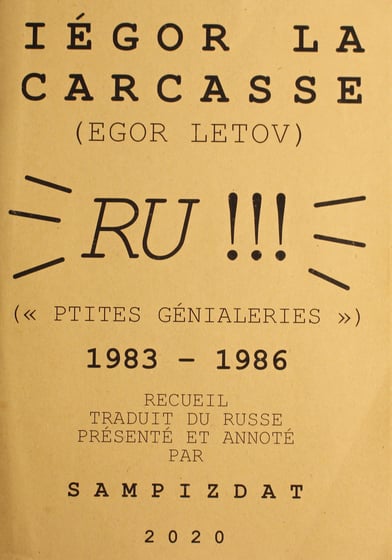 IÉGOR LA
CARCASSE
(EGOR LETOV)
RU !!!
(« PTITES GÉNIALERIES »)
1983 – 1986
RECUEIL
TRADUIT DU RUSSE
PRÉSENTÉ ET ANNOTÉ
PAR
SAMPIZDAT
2020